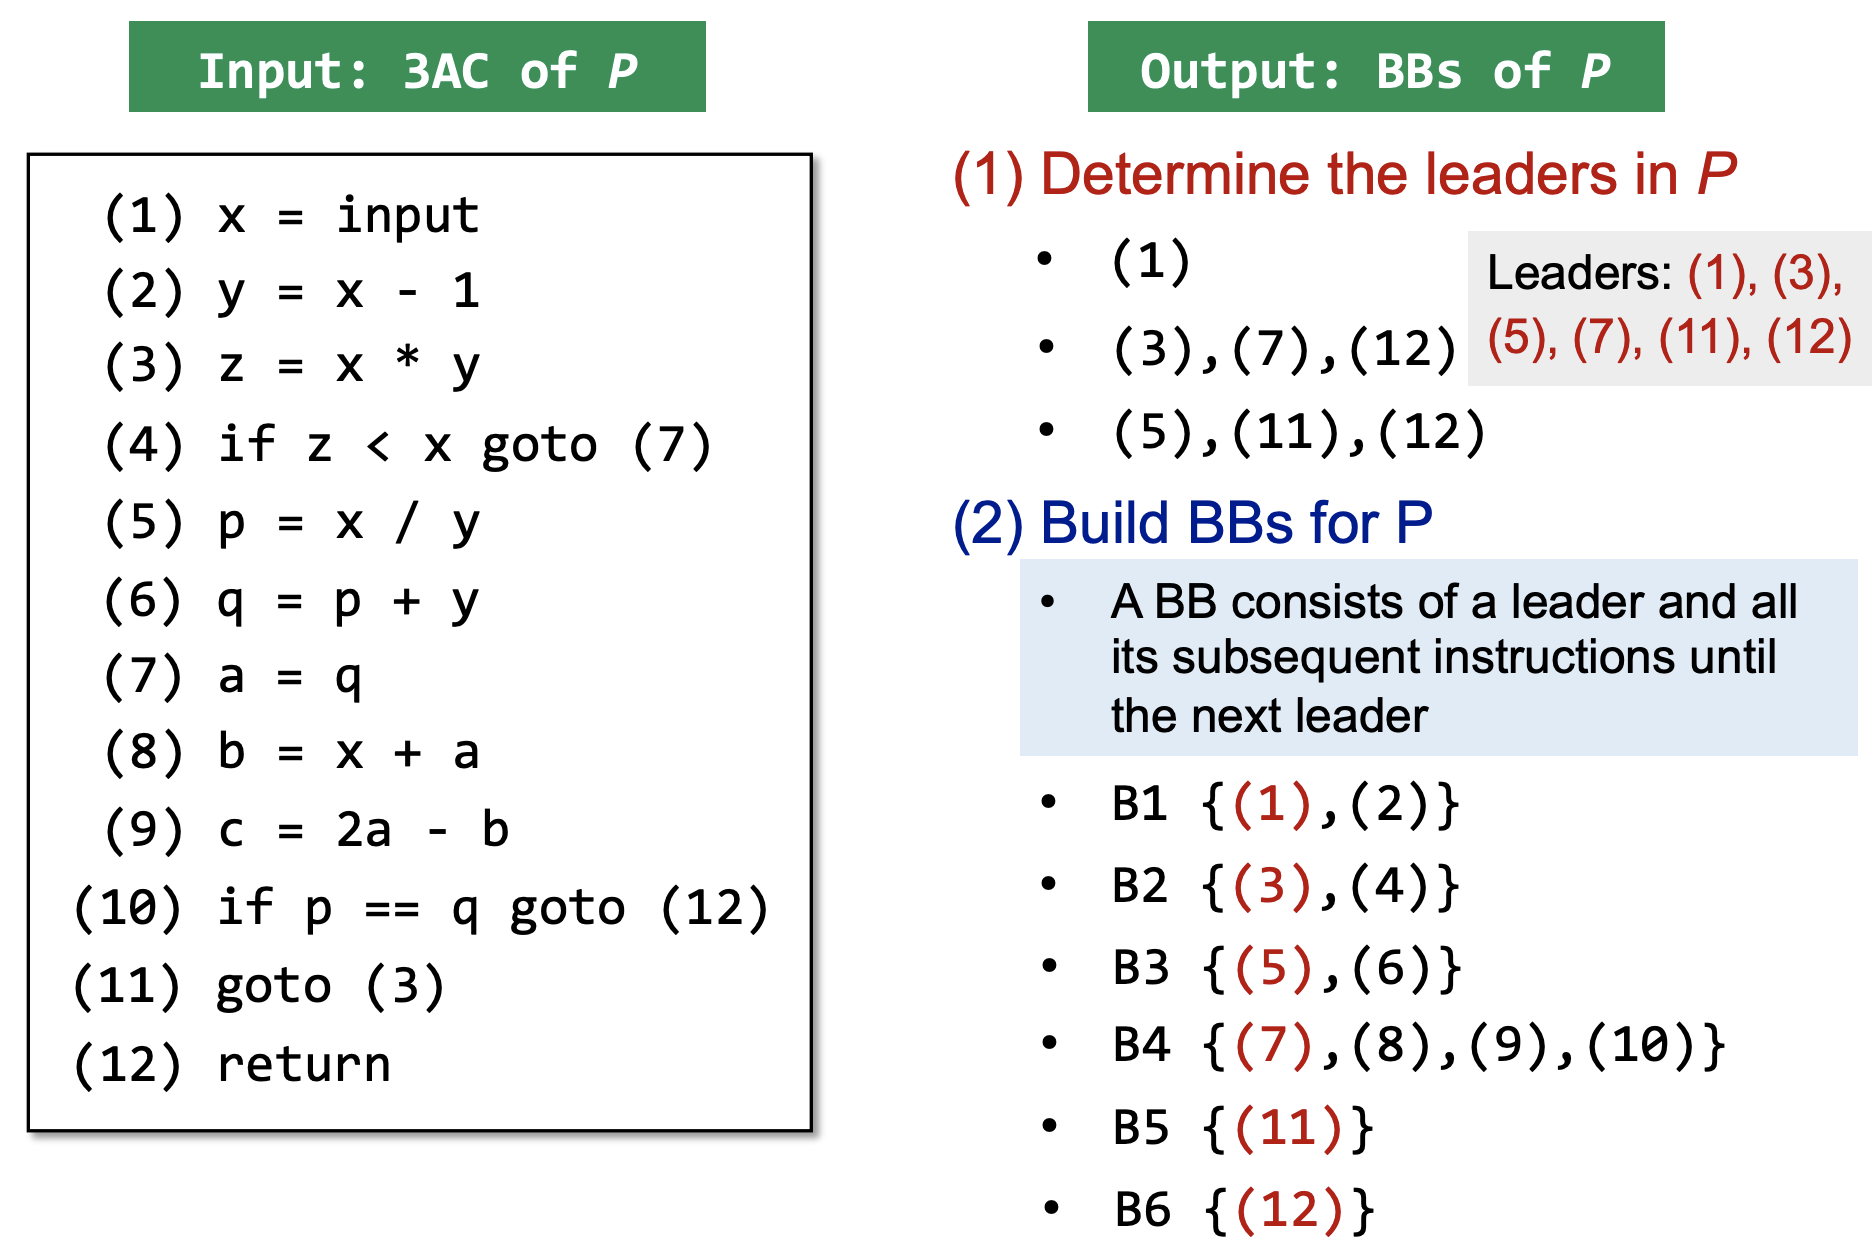 Input: 3AC of P
(1) x = input
(2) y = x - 1
(3) z = x * y
(4) if z < x goto (7)
(5) p = x / y
(6) q = p + y
(7) a = q
(8) b = x + a
(9) c = 2a - b
(10) if p == q goto (12)
(11) goto (3)
(12) return
Output: BBs of P
(1) Determine the leaders in P
• (1)
• (3),(7),(12)
• (5),(11),(12)
Leaders: (1), (3),
(5), (7), (11), (12)
(2) Build BBs for P
• A BB consists of a leader and all
its subsequent instructions until
the next leader
• B1 {(1),(2)}
• B2 {(3),(4)}
• B3 {(5),(6)}
• B4 {(7),(8),(9),(10)}
• B5 {(11)}
• B6 {(12)}